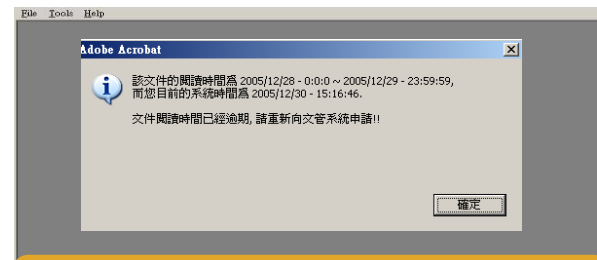 File Tools Help
Adobe Acrobat
該文件的閱讀時間為 2005/12/28 - 0:0:0 ~ 2005/12/29 - 23:59:59,
而您目前的系統時間為 2005/12/30 - 15:16:46.
文件閱讀時間已經逾期, 請重新向文管系統申請!!
確定